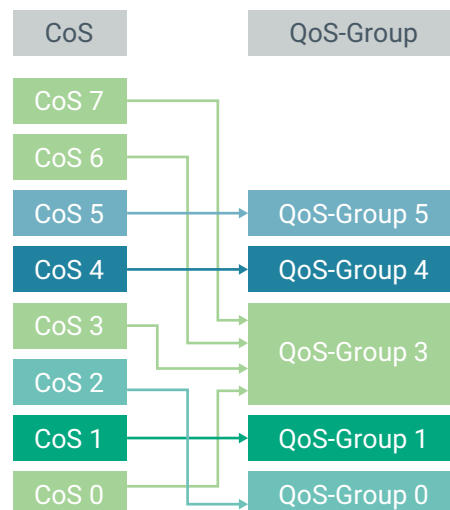 CoS QoS-Group
CoS 7
CoS 6
CoS 5 QoS-Group 5
CoS 4 QoS-Group 4
CoS 3
QoS-Group 3
CoS 2
CoS 1 QoS-Group 1
CoS 0 QoS-Group 0